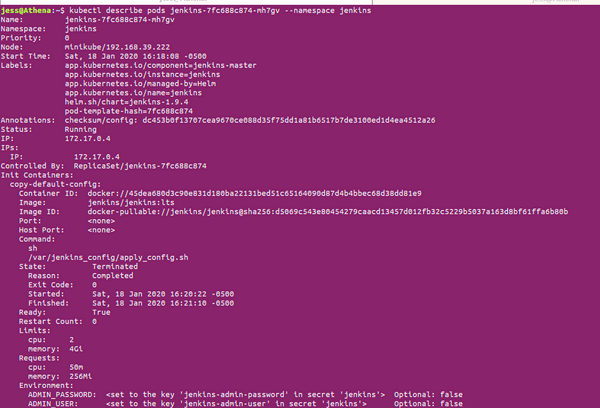 jess@Athena:~$ kubectl describe pods jenkins-7fc688c874-mh7gv --namespace jenkins
Name:         jenkins-7fc688c874-mh7gv
Namespace:    jenkins
Priority:     0
Node:         minikube/192.168.39.222
Start Time:   Sat, 18 Jan 2020 16:18:08 -0500
Labels:       app.kubernetes.io/component=jenkins-master
              app.kubernetes.io/instance=jenkins
              app.kubernetes.io/managed-by=Helm
              app.kubernetes.io/name=jenkins
              helm.sh/chart=jenkins-1.9.4
              pod-template-hash=7fc688c874
Annotations:  checksum/config: dc453b0f13707cea9670ce088d35f75dd1a81b6517b7de3100ed1d4ea4512a26
Status:       Running
IP:           172.17.0.4
IPs:
  IP:           172.17.0.4
Controlled By:  ReplicaSet/jenkins-7fc688c874
Init Containers:
  copy-default-config:
    Container ID:  docker://45dea680d3c90e831d180ba22131bed51c65164090d87d4b4bbec68d38dd81e9
    Image:         jenkins/jenkins:lts
    Image ID:      docker-pullable://jenkins/jenkins@sha256:d5069c543e80454279caacd13457d012fb32c5229b5037a163d8bf61ffa6b80b
    Port:          <none>
    Host Port:     <none>
    Command:
      sh
      /var/jenkins_config/apply_config.sh
    State:          Terminated
      Reason:       Completed
      Exit Code:    0
      Started:      Sat, 18 Jan 2020 16:20:22 -0500
      Finished:     Sat, 18 Jan 2020 16:21:10 -0500
    Ready:          True
    Restart Count:  0
    Limits:
      cpu:     2
      memory:  4Gi
    Requests:
      cpu:     50m
      memory:  256Mi
    Environment:
      ADMIN_PASSWORD:  <set to the key 'jenkins-admin-password' in secret 'jenkins'>  Optional: false
      ADMIN_USER:      <set to the key 'jenkins-admin-user' in secret 'jenkins'>      Optional: false